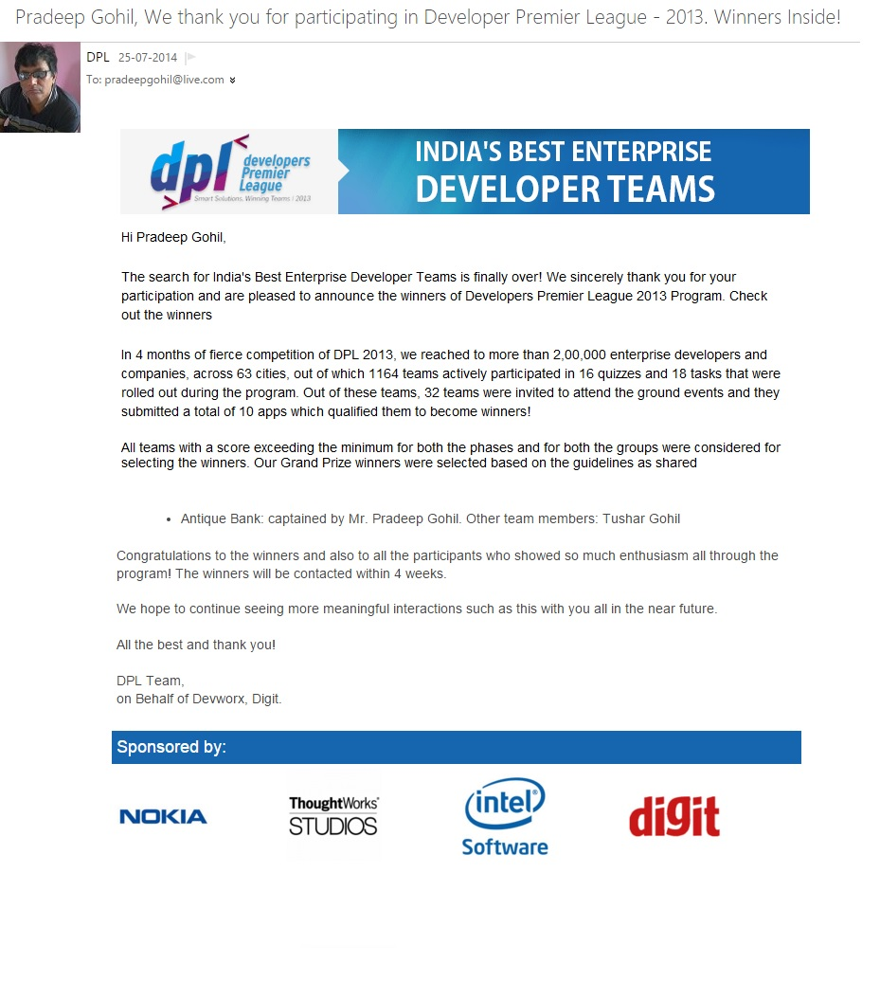 Pradeep Gohil, We thank you for participating in Developer Premier League - 2013. Winners Inside!
DPL 25-07-2014
To: pradeepgohil@live.com
dpl developers
Premier
League
Smart Solutions. Winning Teams | 2013
INDIA'S BEST ENTERPRISE
DEVELOPER TEAMS
Hi Pradeep Gohil,
The search for India's Best Enterprise Developer Teams is finally over! We sincerely thank you for your
participation and are pleased to announce the winners of Developers Premier League 2013 Program. Check
out the winners
In 4 months of fierce competition of DPL 2013, we reached to more than 2,00,000 enterprise developers and
companies, across 63 cities, out of which 1164 teams actively participated in 16 quizzes and 18 tasks that were
rolled out during the program. Out of these teams, 32 teams were invited to attend the ground events and they
submitted a total of 10 apps which qualified them to become winners!
All teams with a score exceeding the minimum for both the phases and for both the groups were considered for
selecting the winners. Our Grand Prize winners were selected based on the guidelines as shared
• Antique Bank: captained by Mr. Pradeep Gohil. Other team members: Tushar Gohil
Congratulations to the winners and also to all the participants who showed so much enthusiasm all through the
program! The winners will be contacted within 4 weeks.
We hope to continue seeing more meaningful interactions such as this with you all in the near future.
All the best and thank you!
DPL Team,
on Behalf of Devworx, Digit.
Sponsored by:
NOKIA
ThoughtWorks®
STUDIOS
intel®
Software
digit